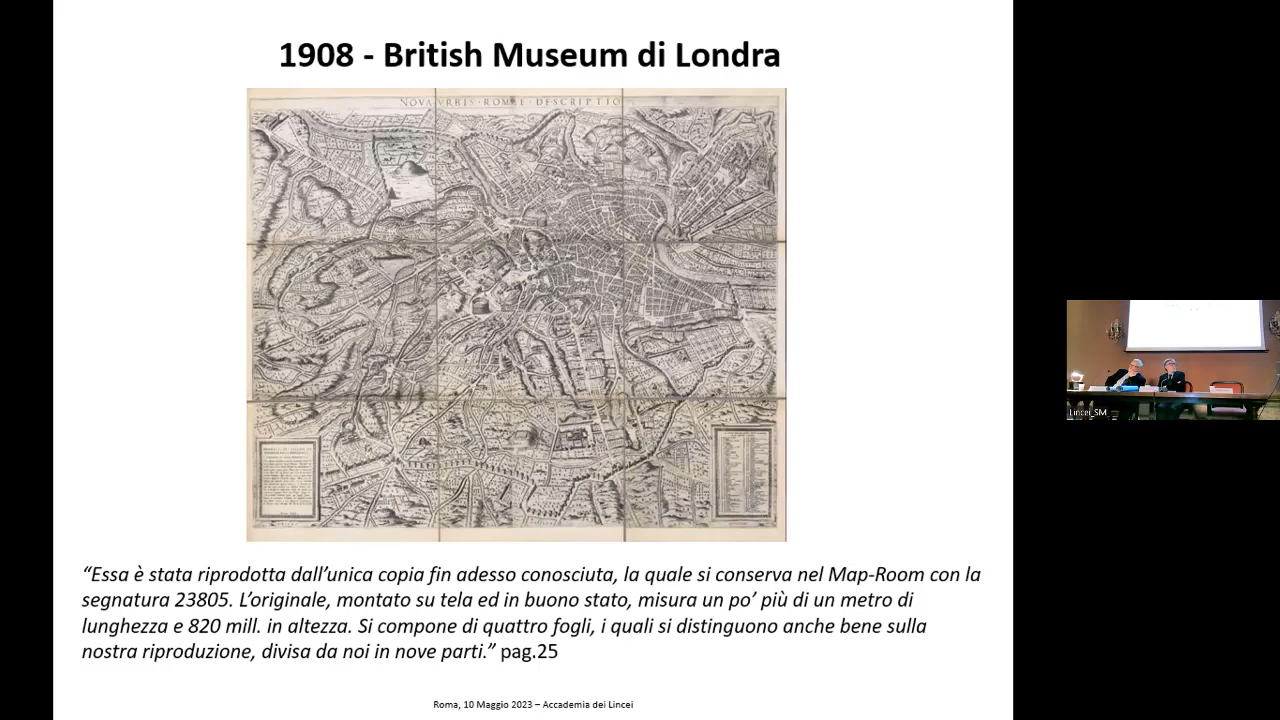 1908 - British Museum di Londra
NOVA VRBIS ROMAE DESCRIPTIO
“Essa è stata riprodotta dall’unica copia fin adesso conosciuta, la quale si conserva nel Map-Room con la
segnatura 23805. L’originale, montato su tela ed in buono stato, misura un po’ più di un metro di
lunghezza e 820 mill. in altezza. Si compone di quattro fogli, i quali si distinguono anche bene sulla
nostra riproduzione, divisa da noi in nove parti.” pag.25
Roma, 10 Maggio 2023 – Accademia dei Lincei
Lincei_SM